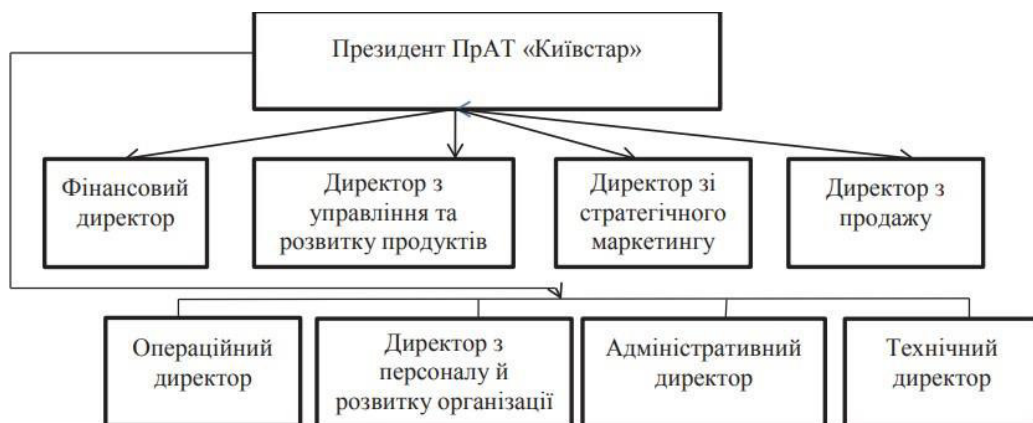 Президент ПрАТ «Київстар»
Фінансовий
директор
Директор з
управління та
розвитку продуктів
Директор зі
стратегічного
маркетингу
Директор з
продажу
Операційний
директор
Директор з
персоналу й
розвитку організації
Адміністративний
директор
Технічний
директор